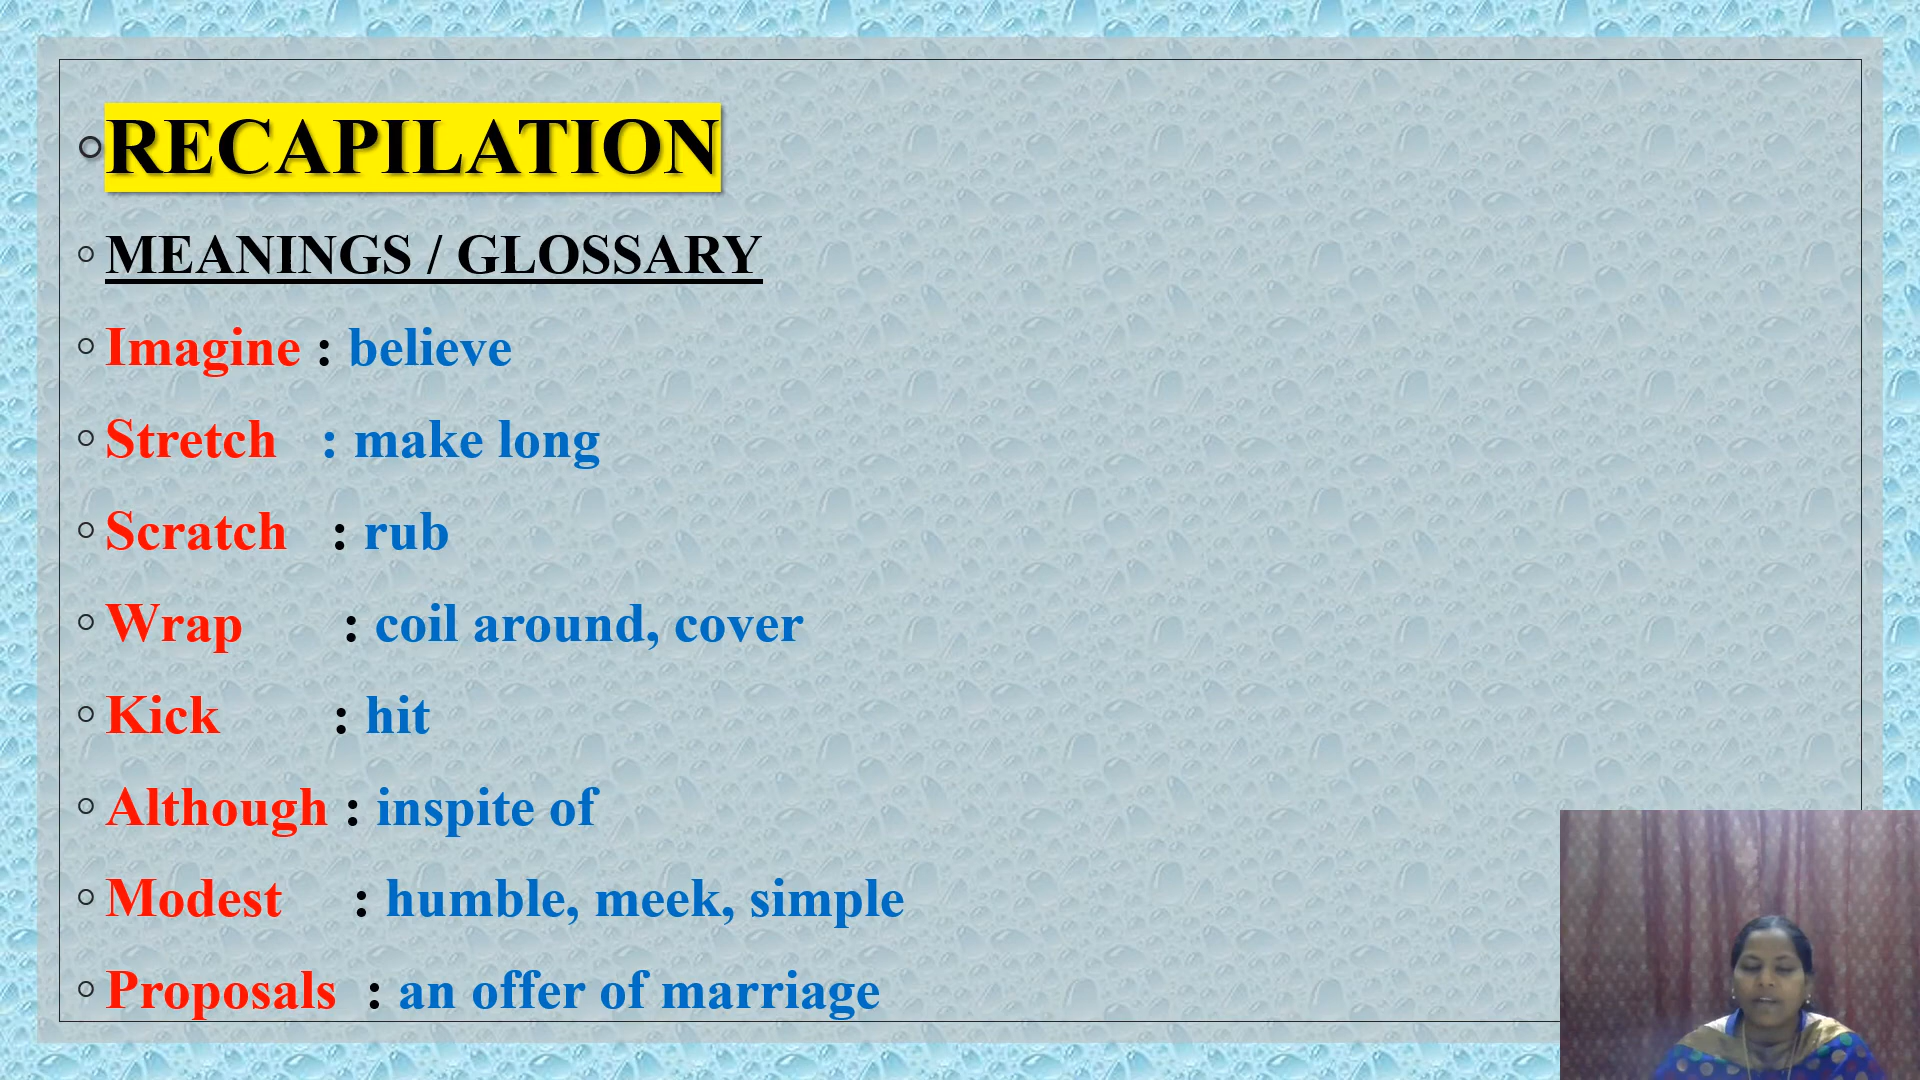 RECAPILATION
MEANINGS / GLOSSARY
Imagine : believe
Stretch : make long
Scratch : rub
Wrap : coil around, cover
Kick : hit
Although : inspite of
Modest : humble, meek, simple
Proposals : an offer of marriage